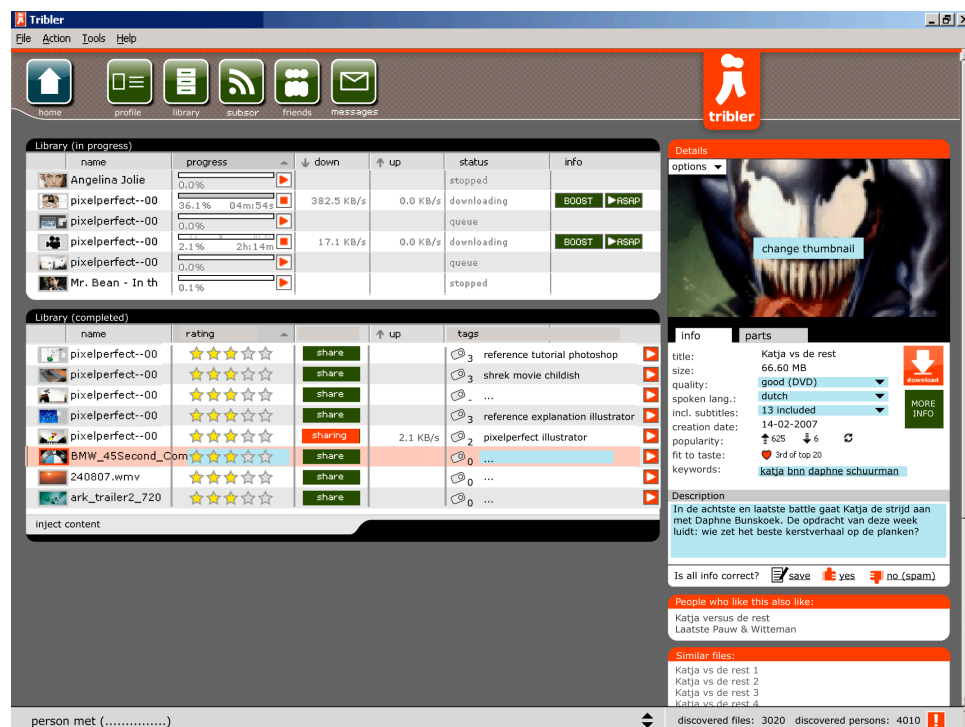 Tribler
File Action Tools Help
home profile library subscr friends messages
tribler
Library (in progress)
name progress down up status info
Angelina Jolie 0.0% stopped
pixelperfect--00 36.1% 04m:54s 382.5 KB/s 0.0 KB/s downloading BOOST ASAP
pixelperfect--00 0.0% queue
pixelperfect--00 2.1% 2h:14m 17.1 KB/s 0.0 KB/s downloading BOOST ASAP
pixelperfect--00 0.0% queue
Mr. Bean - In th 0.1% stopped
Library (completed)
name rating up tags
pixelperfect--00 share 3 reference tutorial photoshop
pixelperfect--00 share 3 shrek movie childish
pixelperfect--00 share - ...
pixelperfect--00 share 3 reference explanation illustrator
pixelperfect--00 sharing 2.1 KB/s 2 pixelperfect illustrator
BMW_45Second_Com share 0 ...
240807.wmv share 0 ...
ark_trailer2_720 share 0 ...
inject content
Details
options
change thumbnail
info parts
title: Katja vs de rest
size: 66.60 MB
quality: good (DVD)
spoken lang.: dutch
incl. subtitles: 13 included
creation date: 14-02-2007
popularity: 625 6
fit to taste: 3rd of top 20
keywords: katja bnn daphne schuurman
download
MORE
INFO
Description
In de achtste en laatste battle gaat Katja de strijd aan
met Daphne Bunskoek. De opdracht van deze week
luidt: wie zet het beste kerstverhaal op de planken?
Is all info correct? save yes no (spam)
People who like this also like:
Katja versus de rest
Laatste Pauw & Witteman
Similar files:
Katja vs de rest 1
Katja vs de rest 2
Katja vs de rest 3
Katja vs de rest 4
person met (...............)
discovered files: 3020 discovered persons: 4010